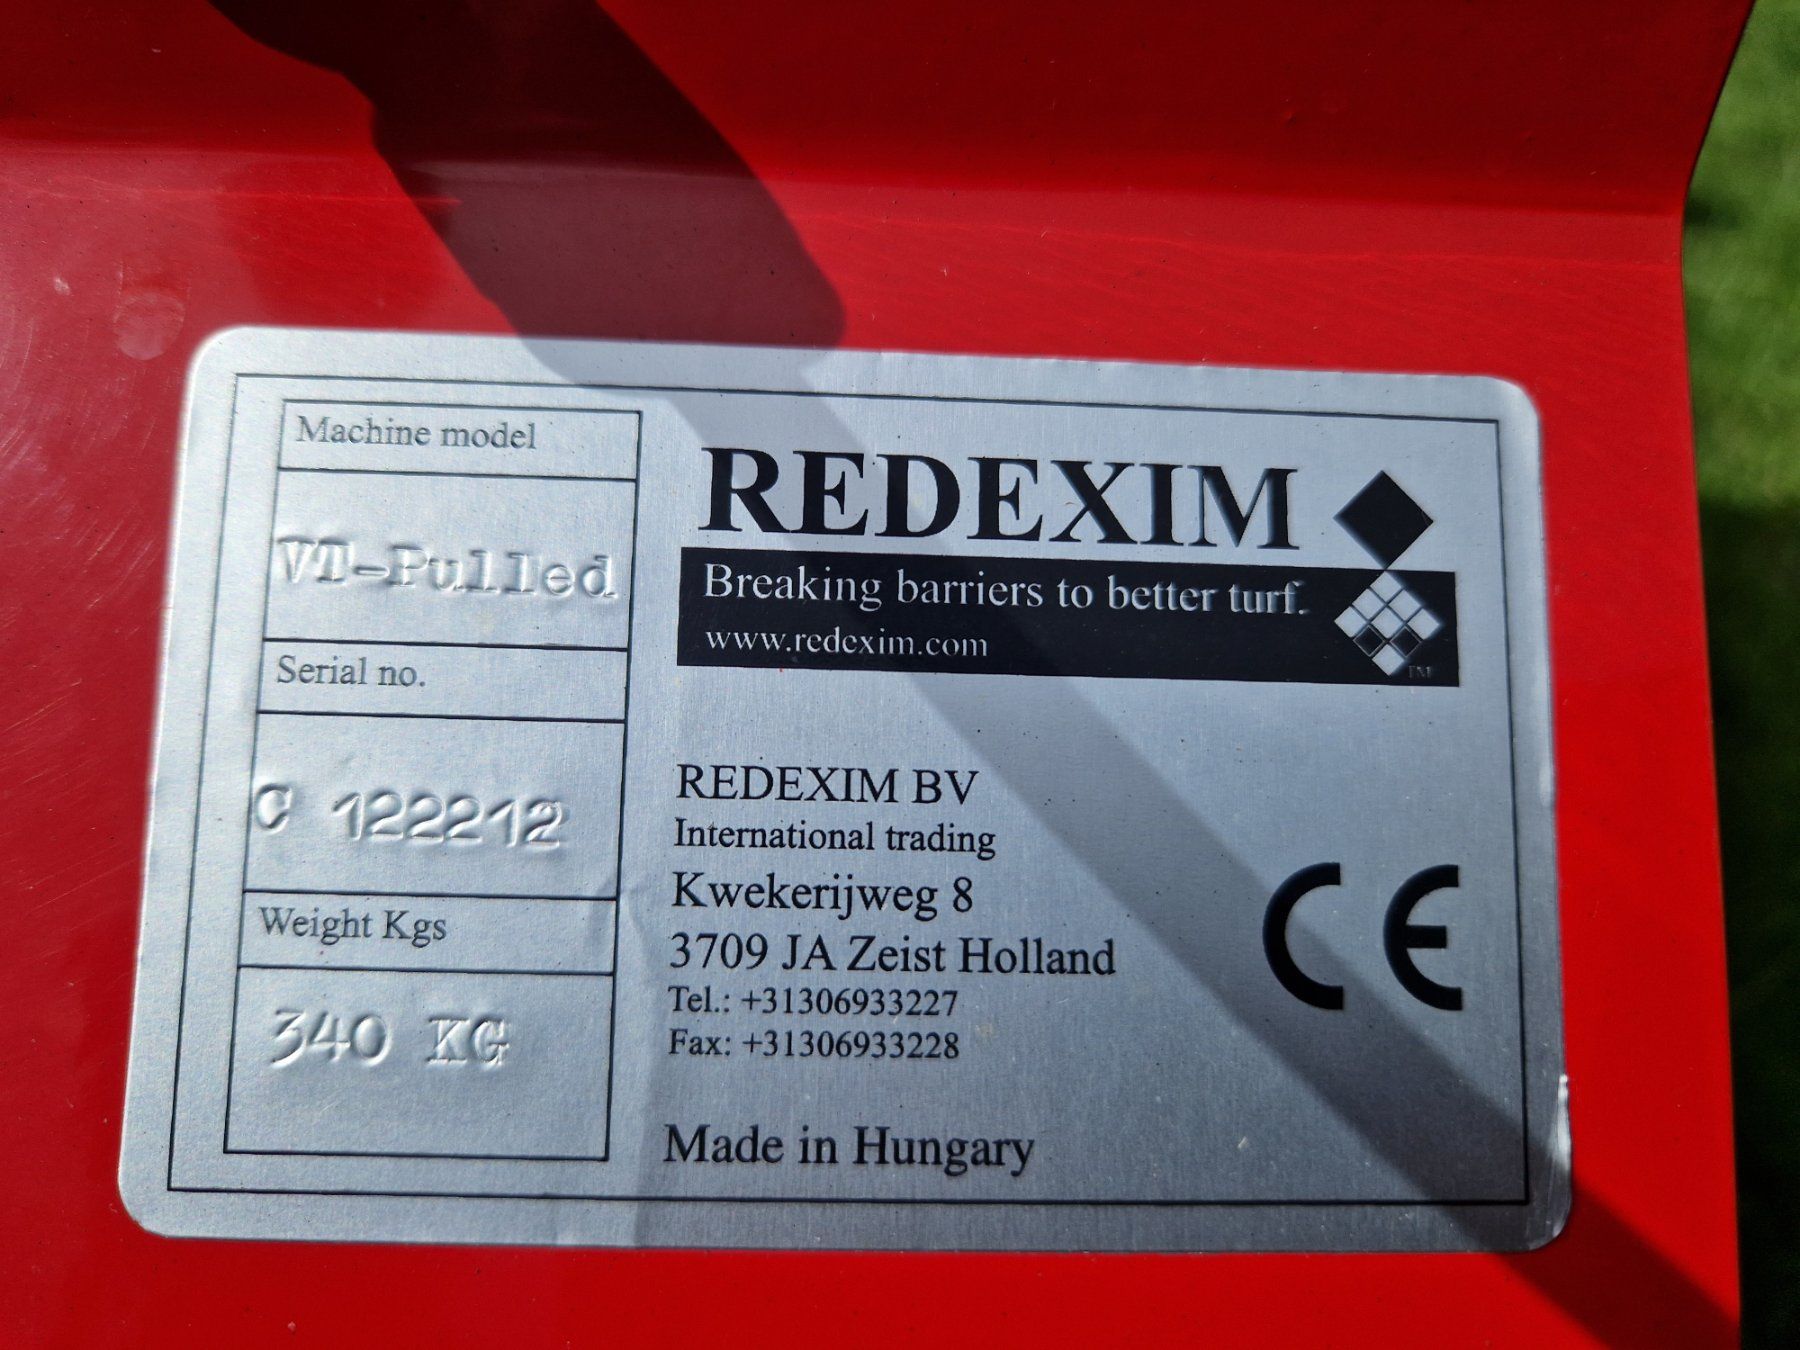 Machine model
VT-Pulled
Serial no.
C 122212
Weight Kgs
340 KG
REDEXIM
Breaking barriers to better turf.
www.redexim.com
TM
REDEXIM BV
International trading
Kwekerijweg 8
3709 JA Zeist Holland
Tel.: +31306933227
Fax: +31306933228
Made in Hungary
CE